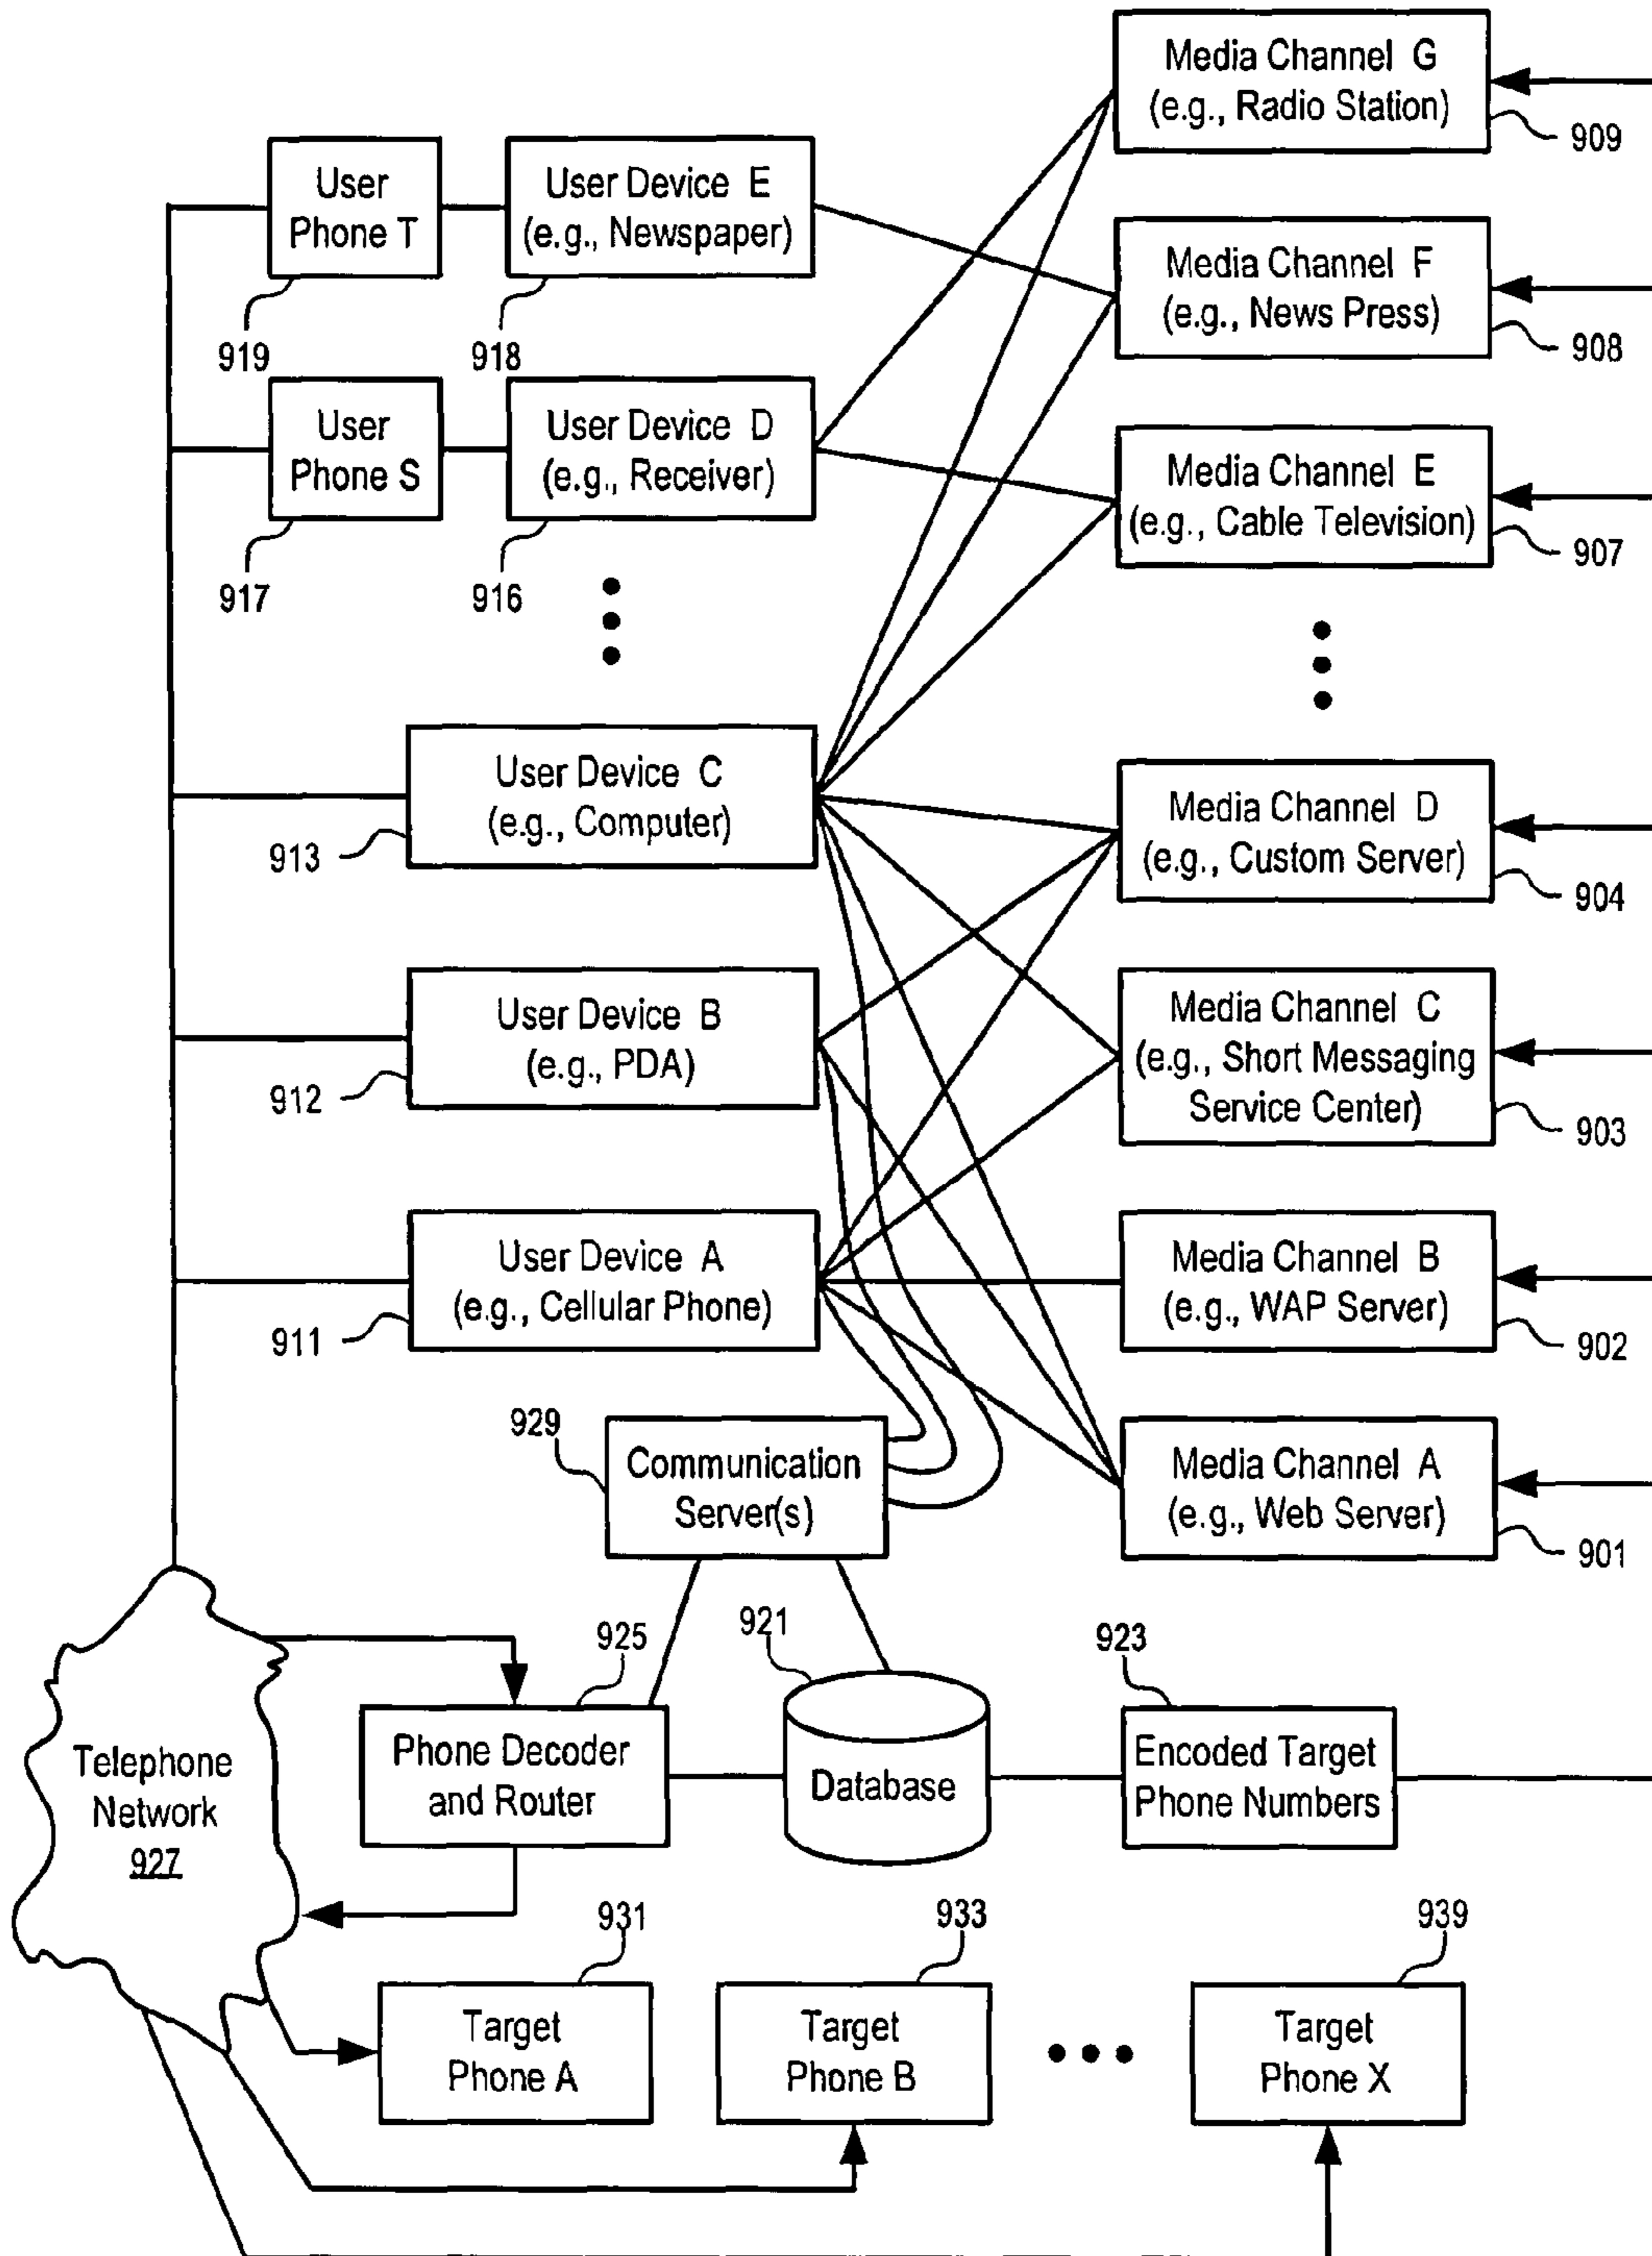 Media Channel G
(e.g., Radio Station)
909
User
Phone T
919
User Device E
(e.g., Newspaper)
918
Media Channel F
(e.g., News Press)
908
User
Phone S
917
User Device D
(e.g., Receiver)
916
Media Channel E
(e.g., Cable Television)
907
User Device C
(e.g., Computer)
913
Media Channel D
(e.g., Custom Server)
904
User Device B
(e.g., PDA)
912
Media Channel C
(e.g., Short Messaging
Service Center)
903
User Device A
(e.g., Cellular Phone)
911
Media Channel B
(e.g., WAP Server)
902
929
Communication
Server(s)
Media Channel A
(e.g., Web Server)
901
Telephone
Network
927
925
Phone Decoder
and Router
921
Database
923
Encoded Target
Phone Numbers
931
Target
Phone A
933
Target
Phone B
939
Target
Phone X